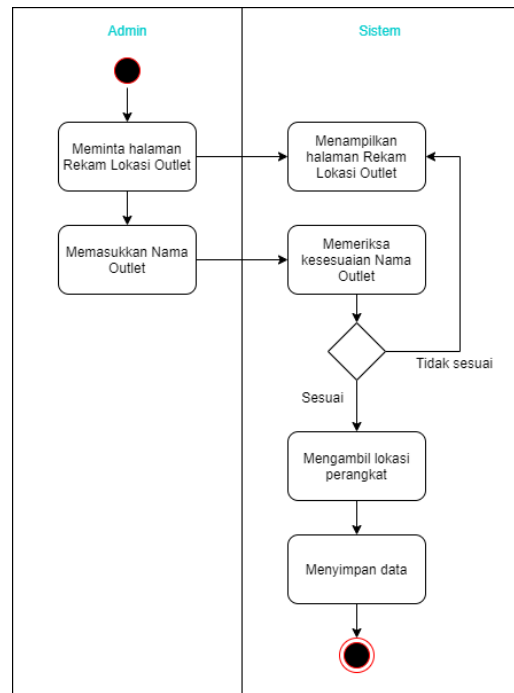 Admin
Sistem
Meminta halaman
Rekam Lokasi Outlet
Menampilkan
halaman Rekam
Lokasi Outlet
Memasukkan Nama
Outlet
Memeriksa
kesesuaian Nama
Outlet
Tidak sesuai
Sesuai
Mengambil lokasi
perangkat
Menyimpan data